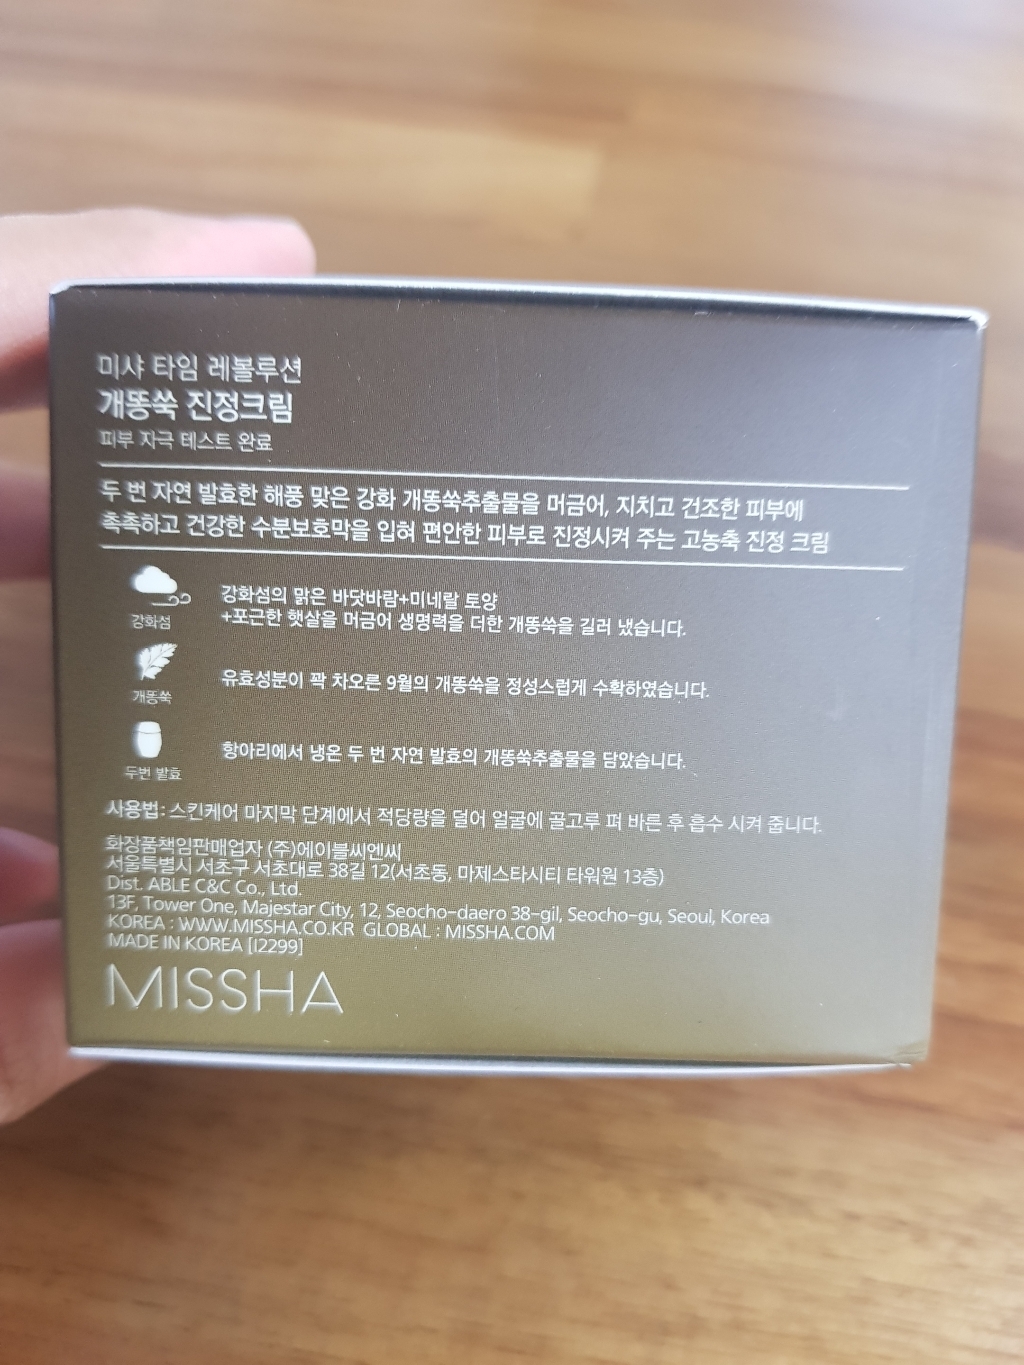 미샤 타임 레볼루션
개똥쑥 진정크림
피부 자극 테스트 완료
두 번 자연 발효한 해풍 맞은 강화 개똥쑥추출물을 머금어, 지치고 건조한 피부에
촉촉하고 건강한 수분보호막을 입혀 편안한 피부로 진정시켜 주는 고농축 진정 크림
강화섬의 맑은 바닷바람+미네랄 토양
+포근한 햇살을 머금어 생명력을 더한 개똥쑥을 길러 냈습니다.
강화섬
유효성분이 꽉 차오른 9월의 개똥쑥을 정성스럽게 수확하였습니다.
개똥쑥
항아리에서 냉온 두 번 자연 발효의 개똥쑥추출물을 담았습니다.
두번 발효
사용법: 스킨케어 마지막 단계에서 적당량을 덜어 얼굴에 골고루 펴 바른 후 흡수 시켜 줍니다.
화장품책임판매업자 (주)에이블씨엔씨
서울특별시 서초구 서초대로 38길 12(서초동, 마제스타시티 타워원 13층)
Dist. ABLE C&C Co., Ltd.
13F, Tower One, Majestar City, 12, Seocho-daero 38-gil, Seocho-gu, Seoul, Korea
KOREA : WWW.MISSHA.CO.KR GLOBAL : MISSHA.COM
MADE IN KOREA [I2299]
MISSHA